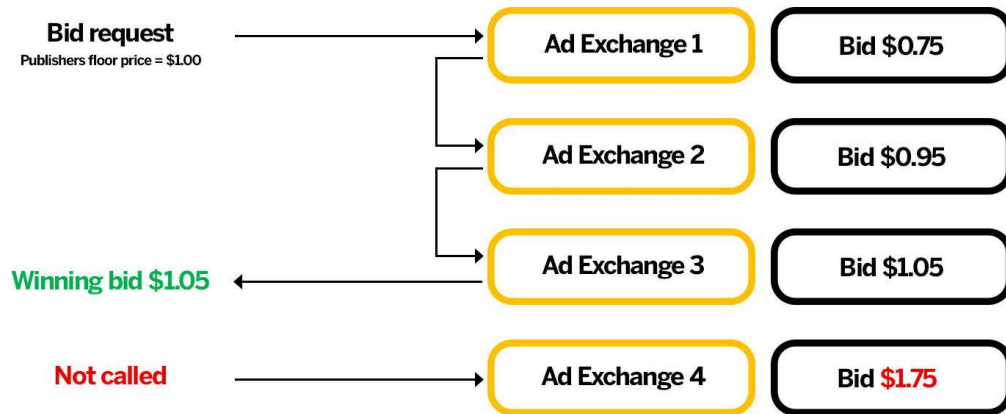 Bid request
Publishers floor price = $1.00
Ad Exchange 1
Bid $0.75
Ad Exchange 2
Bid $0.95
Ad Exchange 3
Bid $1.05
Winning bid $1.05
Not called
Ad Exchange 4
Bid $1.75